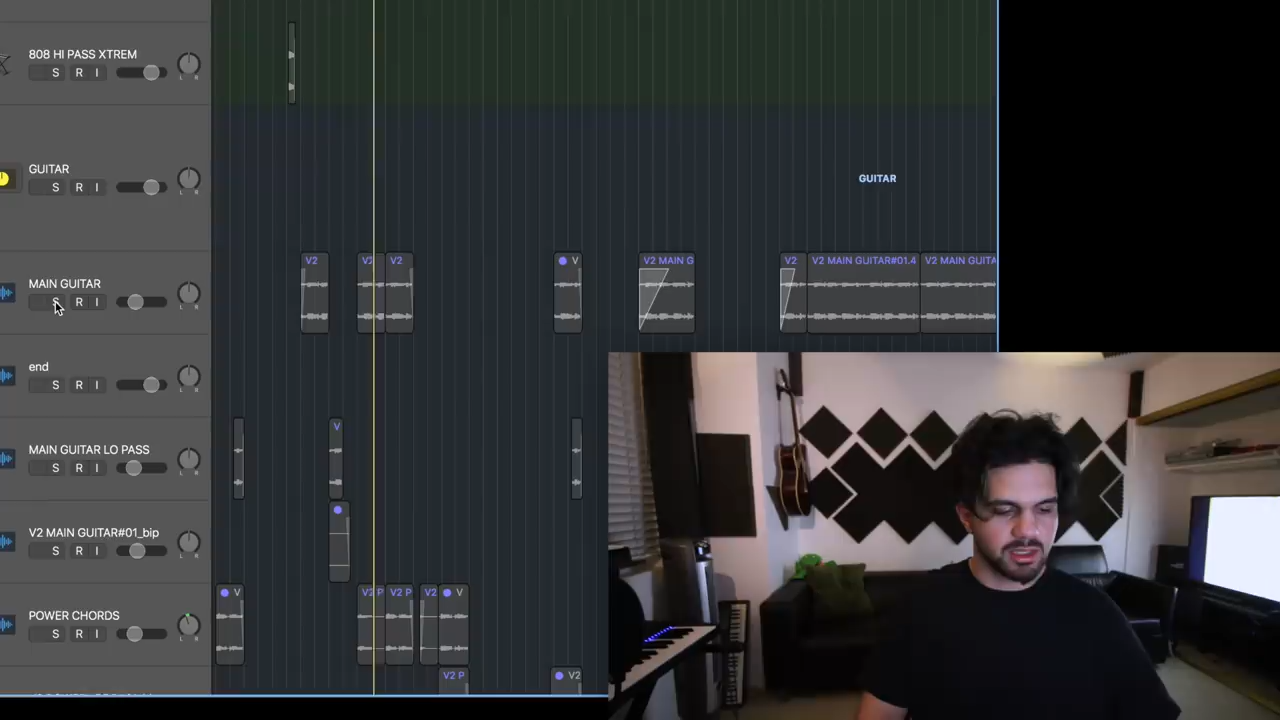 808 HI PASS XTREM
S R I
L R
GUITAR
S R I
L R
GUITAR
MAIN GUITAR
S R I
L R
V2
V2
V2
V
V2 MAIN G
V2
V2 MAIN GUITAR#01.4
V2 MAIN GUITA
end
S R I
L R
MAIN GUITAR LO PASS
S R I
L R
V
V2 MAIN GUITAR#01_bip
S R I
L R
POWER CHORDS
S R I
L R
V
V2 P
V2 P
V2
V
V2 P
V2